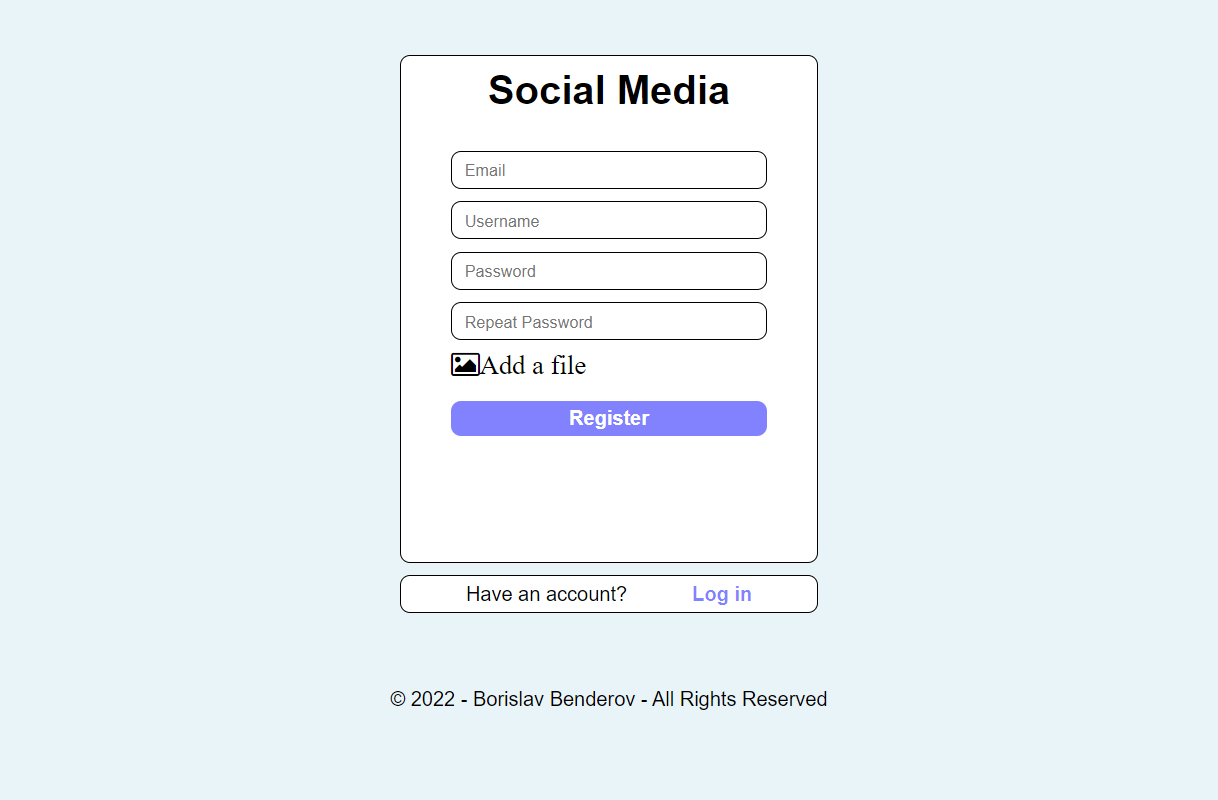 Social Media
Email
Username
Password
Repeat Password
Add a file
Register
Have an account? Log in
© 2022 - Borislav Benderov - All Rights Reserved